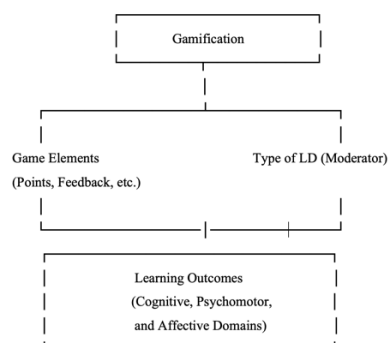 Gamification
Game Elements
(Points, Feedback, etc.)
Type of LD (Moderator)
Learning Outcomes
(Cognitive, Psychomotor,
and Affective Domains)